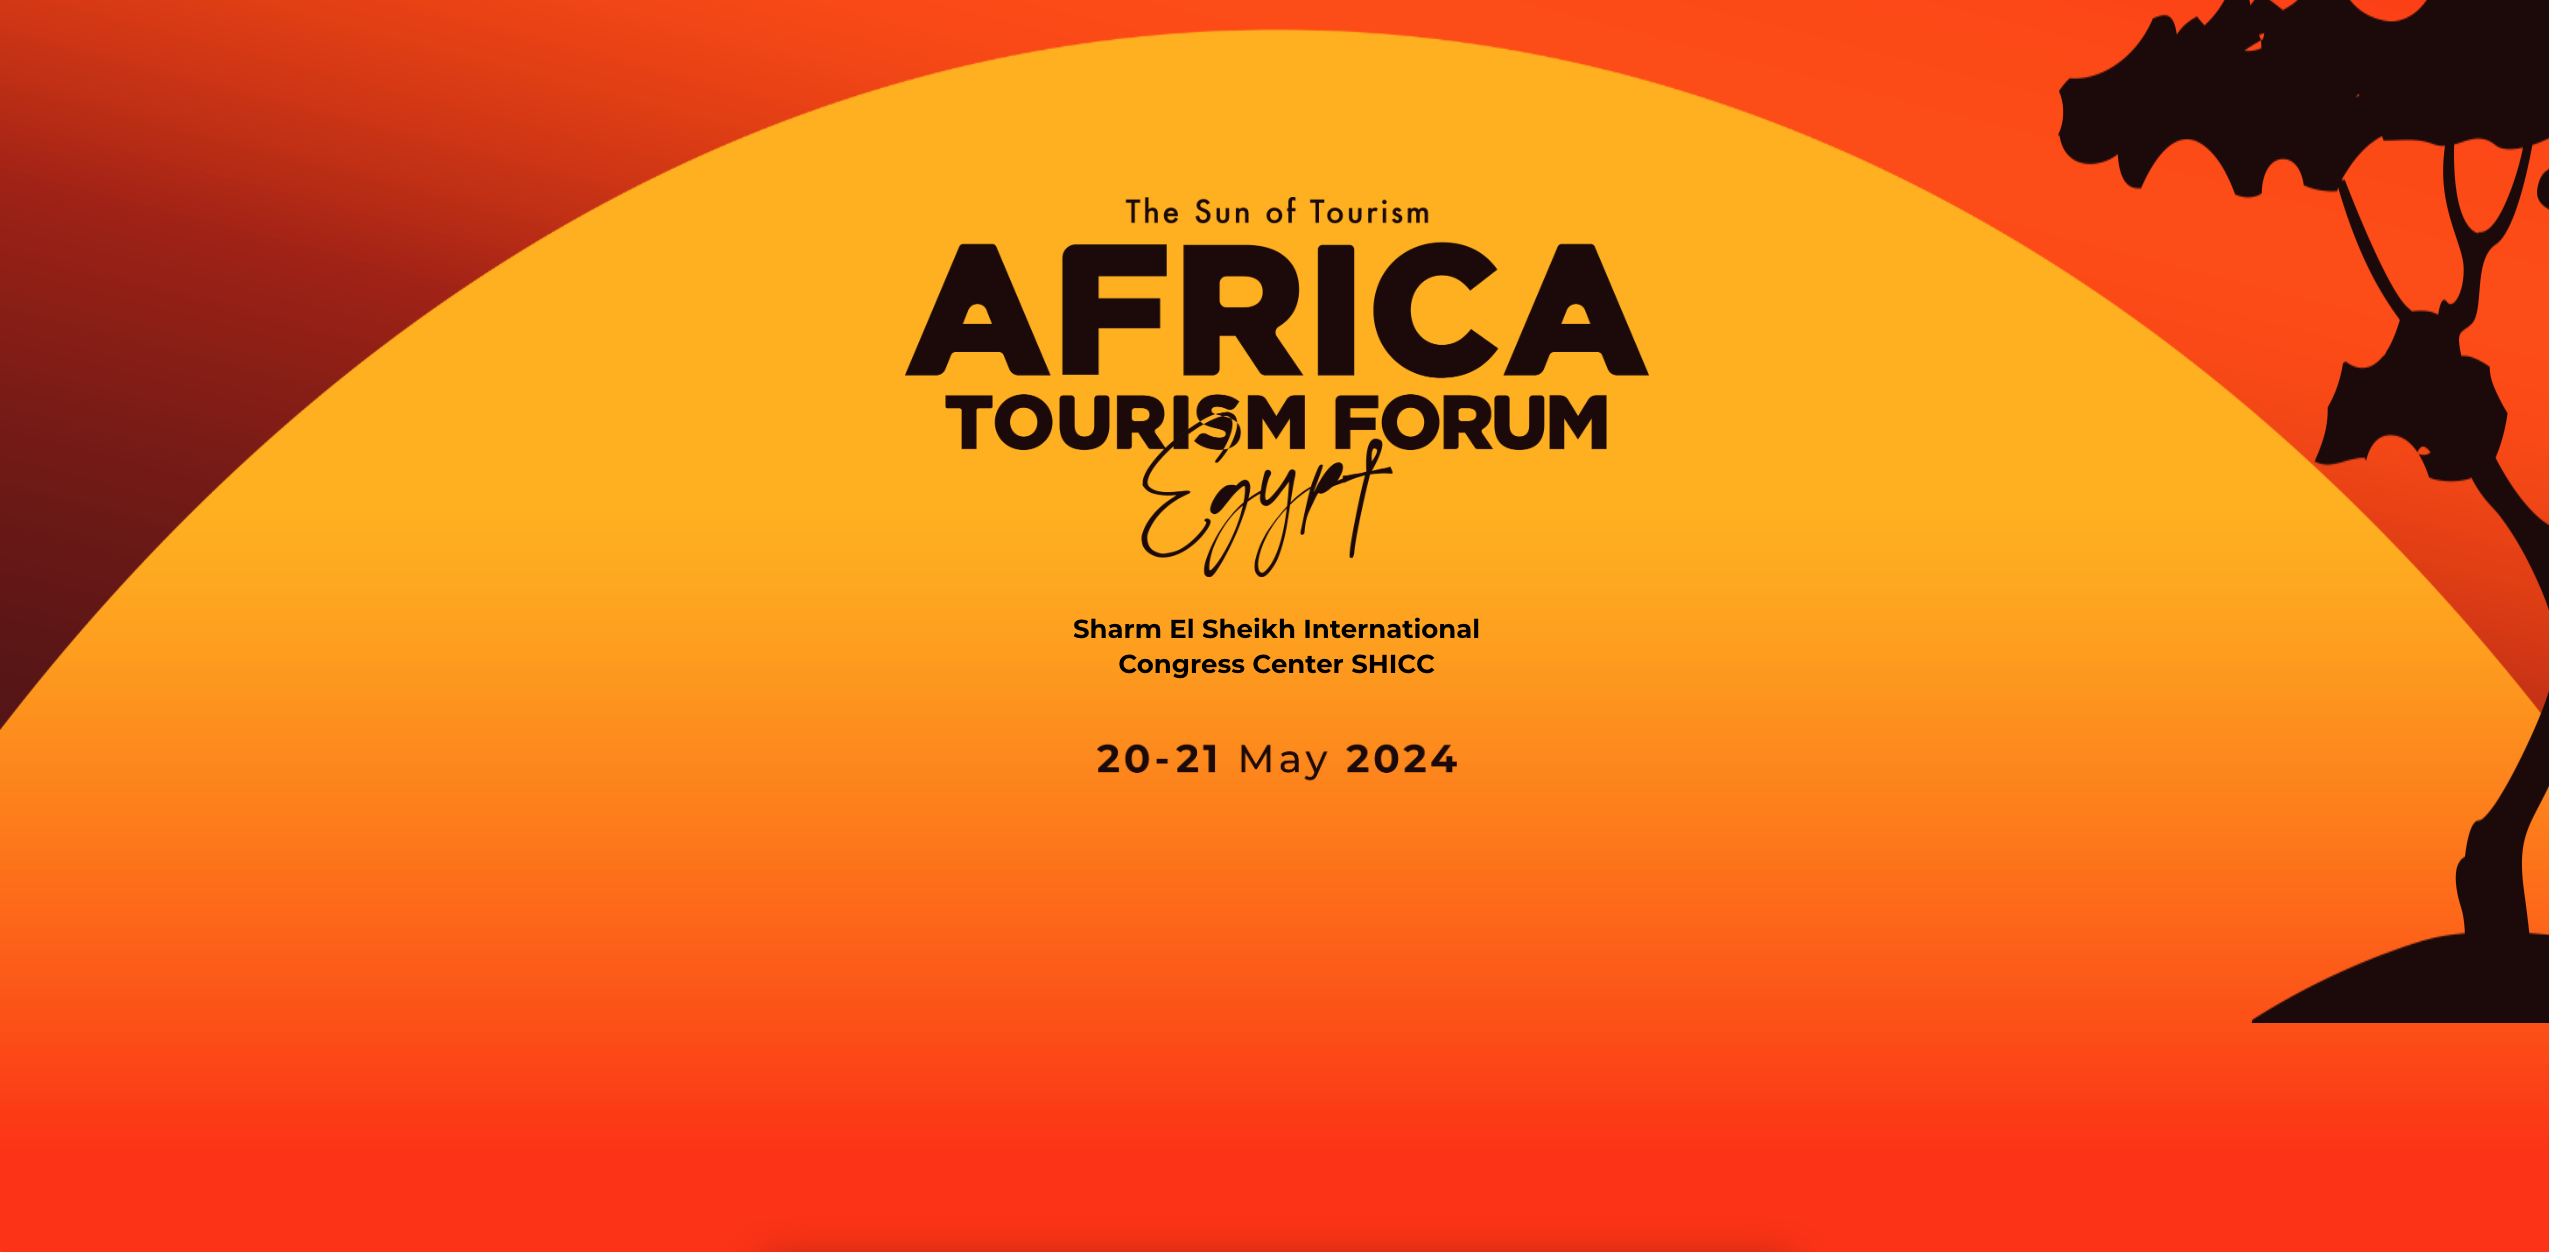 The Sun of Tourism
AFRICA
TOURISM FORUM
Egypt
Sharm El Sheikh International
Congress Center SHICC
20-21 May 2024